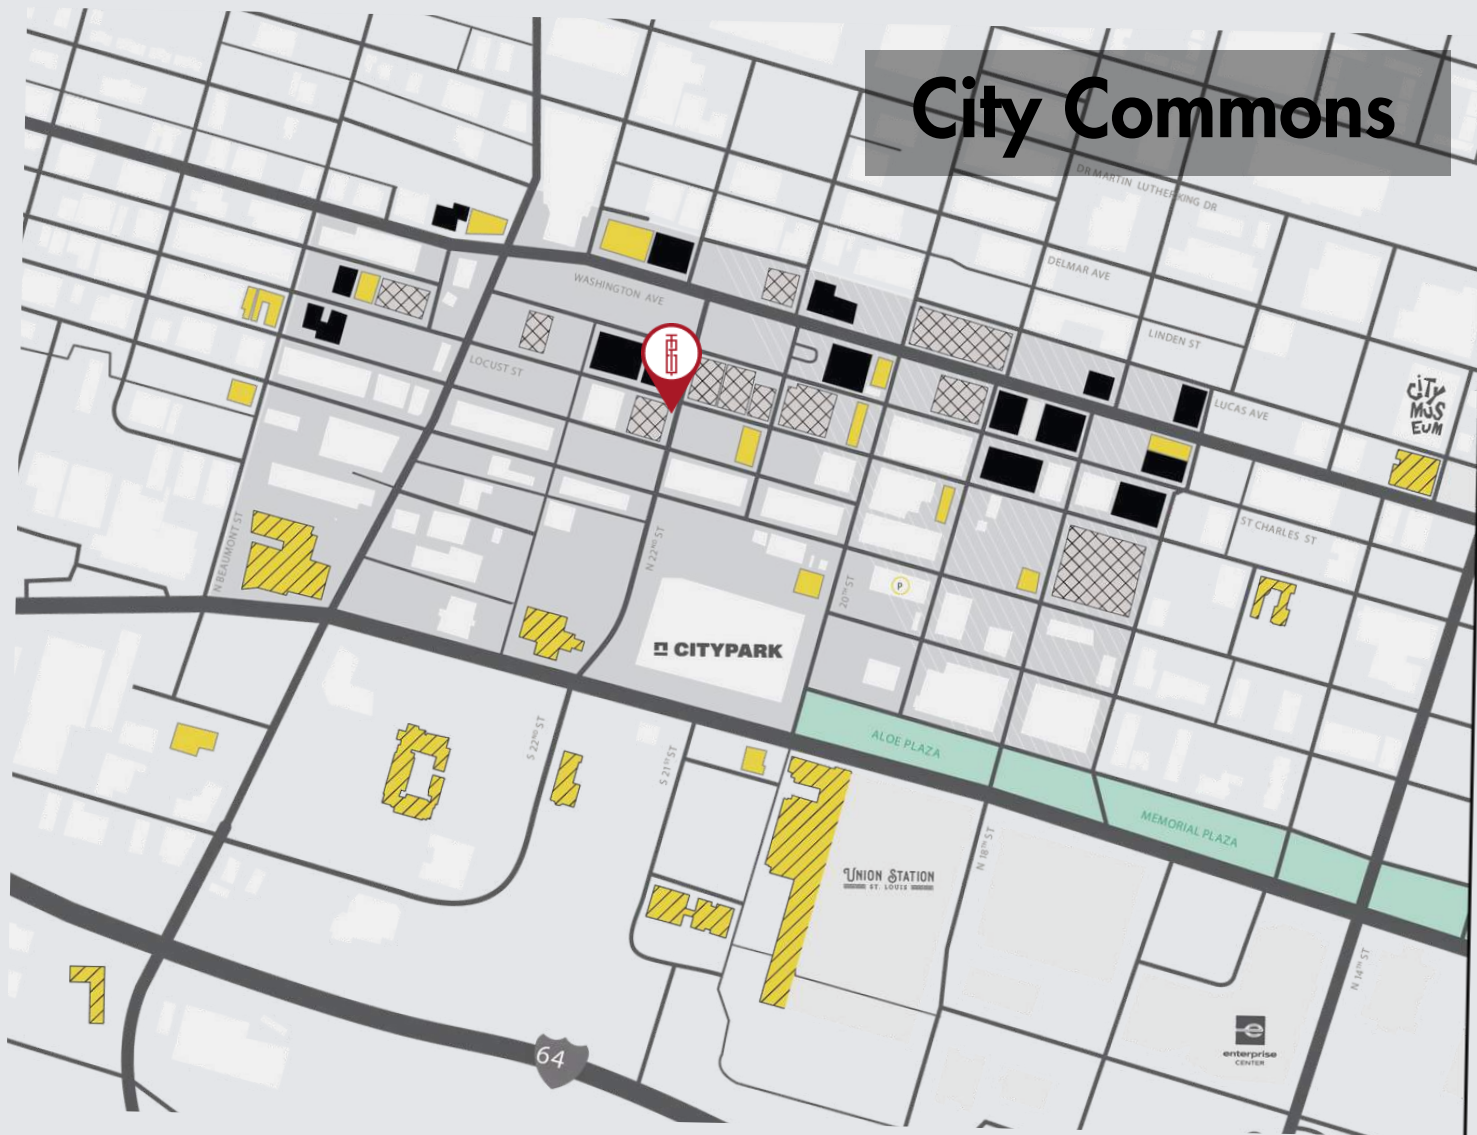 City Commons
DR MARTIN LUTHER KING DR
DELMAR AVE
WASHINGTON AVE
LINDEN ST
LOCUST ST
CiTY
MUS
EUM
LUCAS AVE
ST CHARLES ST
N BEAUMONT ST
N 22ND ST
20TH ST
P
CITYPARK
ALOE PLAZA
S 22ND ST
S 21ST ST
MEMORIAL PLAZA
N 18TH ST
UNION STATION
ST. LOUIS
N 14TH ST
e
enterprise
CENTER
64